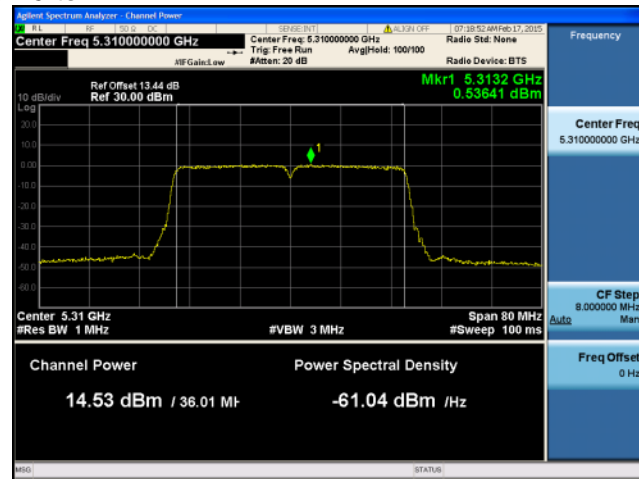 Agilent Spectrum Analyzer - Channel Power
RL RF 50 Ω DC SENSE:INT ALIGN OFF 07:18:52 AM Feb 17, 2015
Center Freq 5.310000000 GHz
Center Freq: 5.310000000 GHz
Radio Std: None
Trig: Free Run Avg|Hold: 100/100
#IFGain:Low #Atten: 20 dB Radio Device: BTS
Frequency
Ref Offset 13.44 dB
10 dB/div Ref 30.00 dBm
Mkr1 5.3132 GHz
0.53641 dBm
Log
20.0
10.0
0.00
1
-10.0
-20.0
-30.0
-40.0
-50.0
-60.0
Center 5.31 GHz Span 80 MHz
#Res BW 1 MHz #VBW 3 MHz #Sweep 100 ms
Channel Power Power Spectral Density
14.53 dBm / 36.01 MH -61.04 dBm /Hz
Center Freq
5.310000000 GHz
CF Step
8.000000 MHz
Auto Man
Freq Offset
0 Hz
MSG STATUS